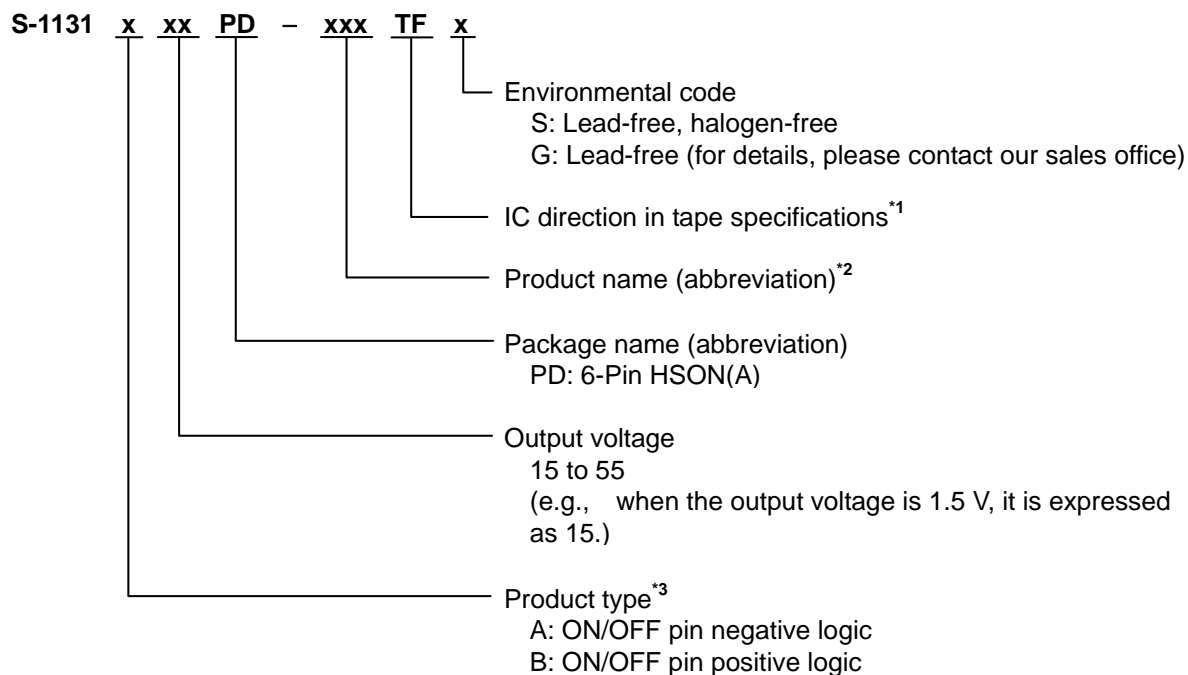 S-1131 x xx PD – xxx TF x
Environmental code
S: Lead-free, halogen-free
G: Lead-free (for details, please contact our sales office)
IC direction in tape specifications*1
Product name (abbreviation)*2
Package name (abbreviation)
PD: 6-Pin HSON(A)
Output voltage
15 to 55
(e.g., when the output voltage is 1.5 V, it is expressed
as 15.)
Product type*3
A: ON/OFF pin negative logic
B: ON/OFF pin positive logic